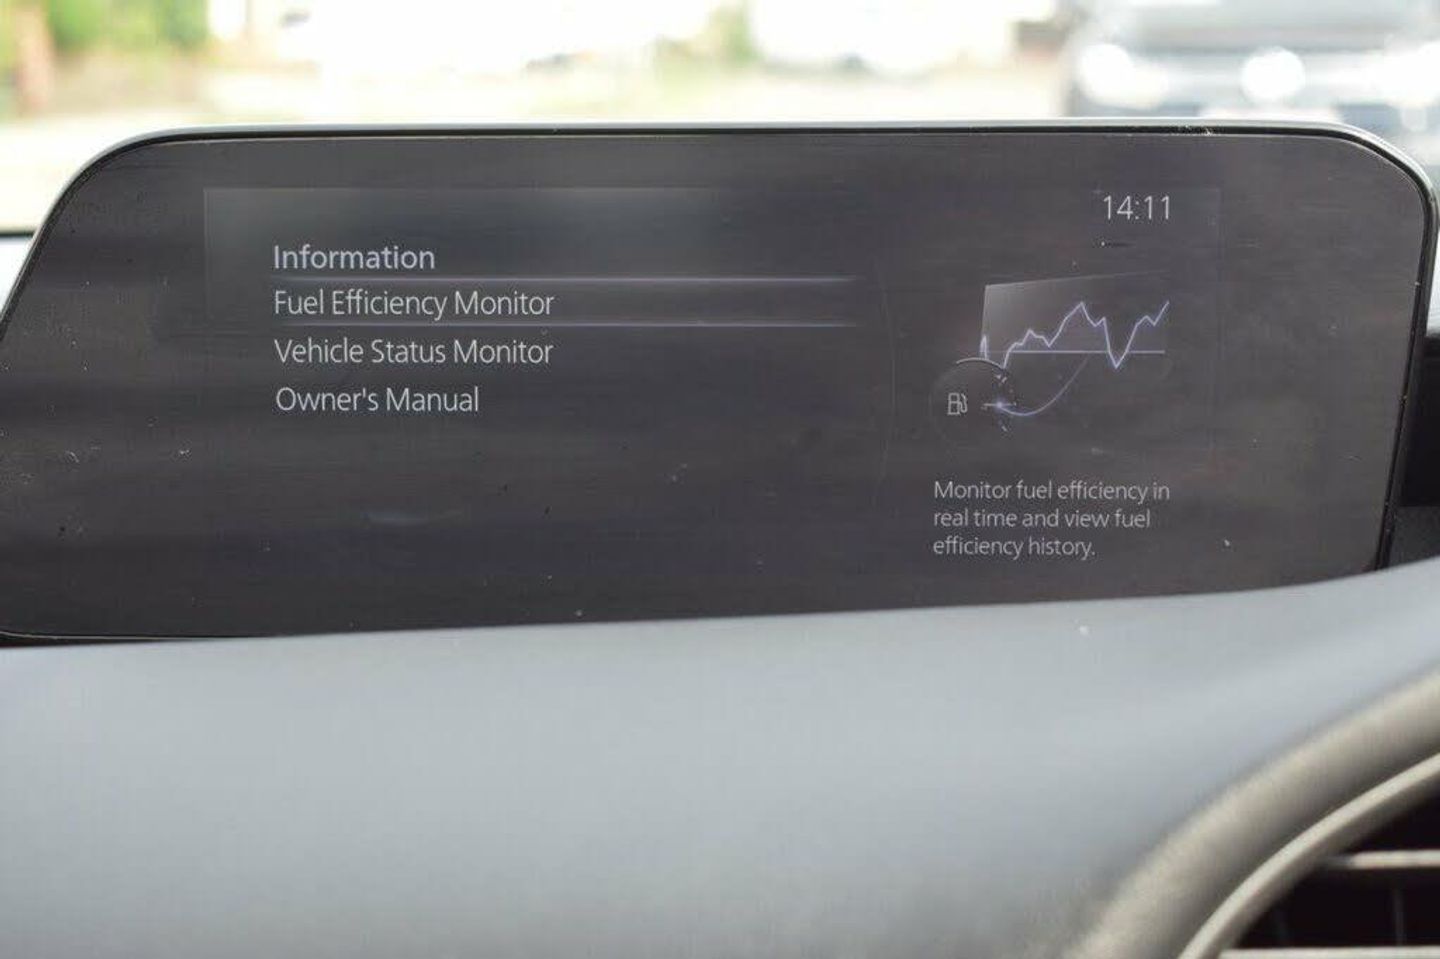 14:11
Information
Fuel Efficiency Monitor
Vehicle Status Monitor
Owner's Manual
Monitor fuel efficiency in
real time and view fuel
efficiency history.